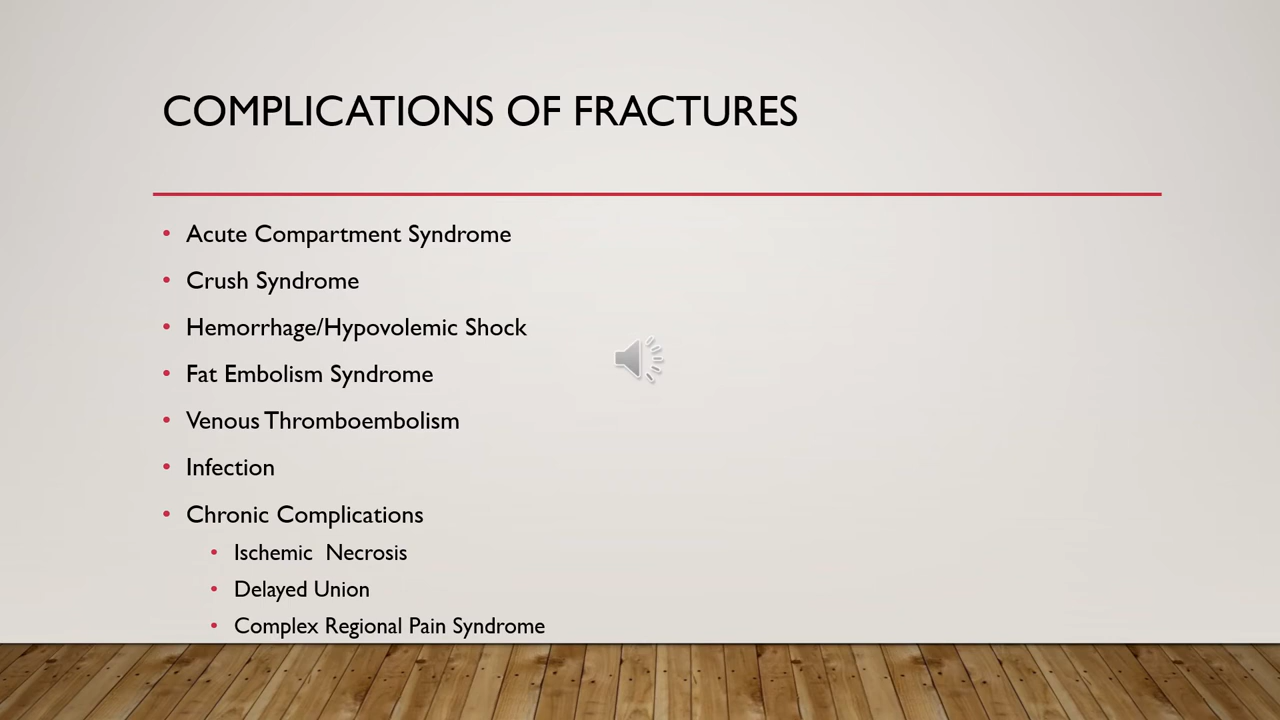 COMPLICATIONS OF FRACTURES
• Acute Compartment Syndrome
• Crush Syndrome
• Hemorrhage/Hypovolemic Shock
• Fat Embolism Syndrome
• Venous Thromboembolism
• Infection
• Chronic Complications
• Ischemic  Necrosis
• Delayed Union
• Complex Regional Pain Syndrome